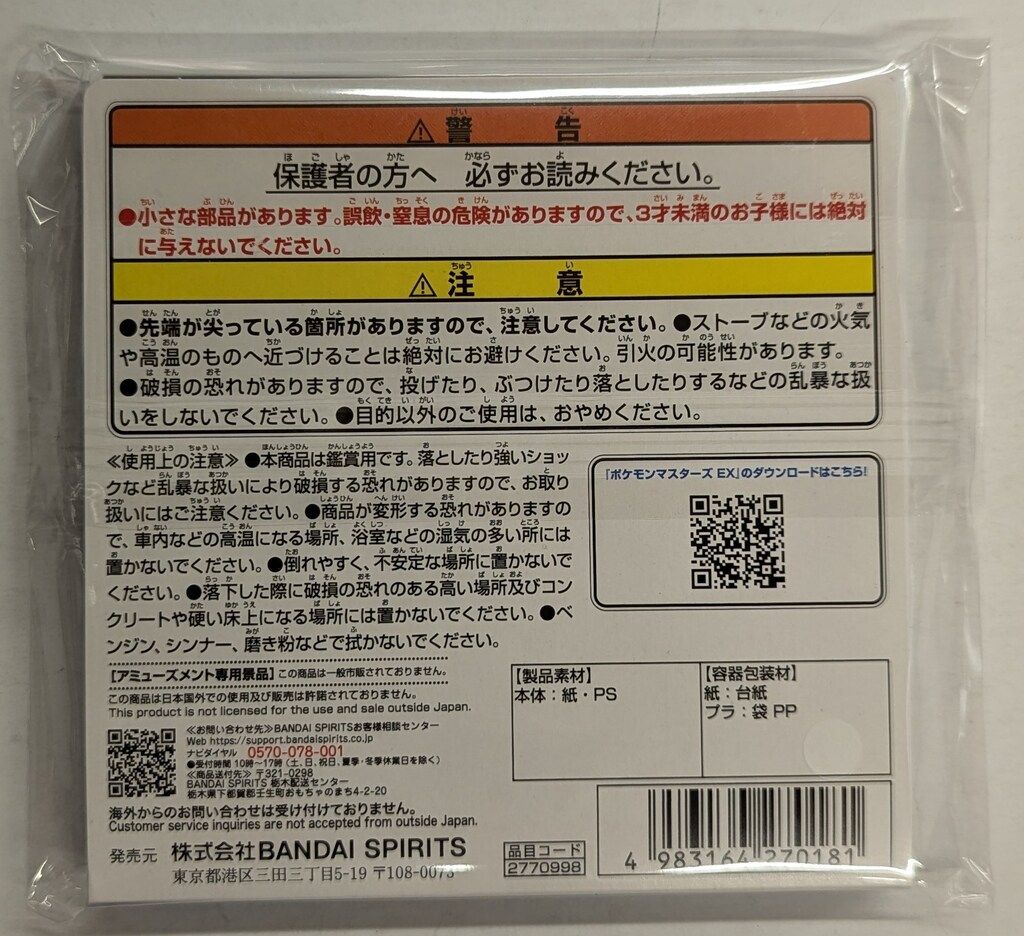 ⚠警告
保護者の方へ 必ずお読みください。
●小さな部品があります。誤飲・窒息の危険がありますので、3才未満のお子様には絶対
に与えないでください。
⚠注意
●先端が尖っている箇所がありますので、注意してください。●ストーブなどの火気
や高温のものへ近づけることは絶対にお避けください。引火の可能性があります。
●破損の恐れがありますので、投げたり、ぶつけたり落としたりするなどの乱暴な扱
いをしないでください。●目的以外のご使用は、おやめください。
≪使用上の注意≫ ●本商品は鑑賞用です。落としたり強いショッ
クなど乱暴な扱いにより破損する恐れがありますので、お取り
扱いにはご注意ください。●商品が変形する恐れがありますの
で、車内などの高温になる場所、浴室などの湿気の多い所には
置かないでください。●倒れやすく、不安定な場所に置かないで
ください。●落下した際に破損の恐れのある高い場所及びコン
クリートや硬い床上になる場所には置かないでください。●ベ
ンジン、シンナー、磨き粉などで拭かないでください。
『ポケモンマスターズ EX』のダウンロードはこちら!
【アミューズメント専用景品】この商品は一般市販されておりません。
この商品は日本国外での使用及び販売は許諾されておりません。
This product is not licensed for the use and sale outside Japan.
≪お問い合わせ先≫BANDAI SPIRITSお客様相談センター
Web https://support.bandaispirits.co.jp
ナビダイヤル 0570-078-001
●受付時間 10時~17時 (土、日、祝日、夏季・冬季休業日を除く)
≪商品送付先≫ 〒321-0298
BANDAI SPIRITS 栃木配送センター
栃木県下都賀郡壬生町おもちゃのまち4-2-20
海外からのお問い合わせは受け付けておりません。
Customer service inquiries are not accepted from outside Japan.
発売元 株式会社BANDAI SPIRITS
東京都港区三田三丁目5-19 〒108-0073
【製品素材】
本体:紙・PS
【容器包装材】
紙:台紙
プラ:袋 PP
品目コード
2770998
4 983164 270181